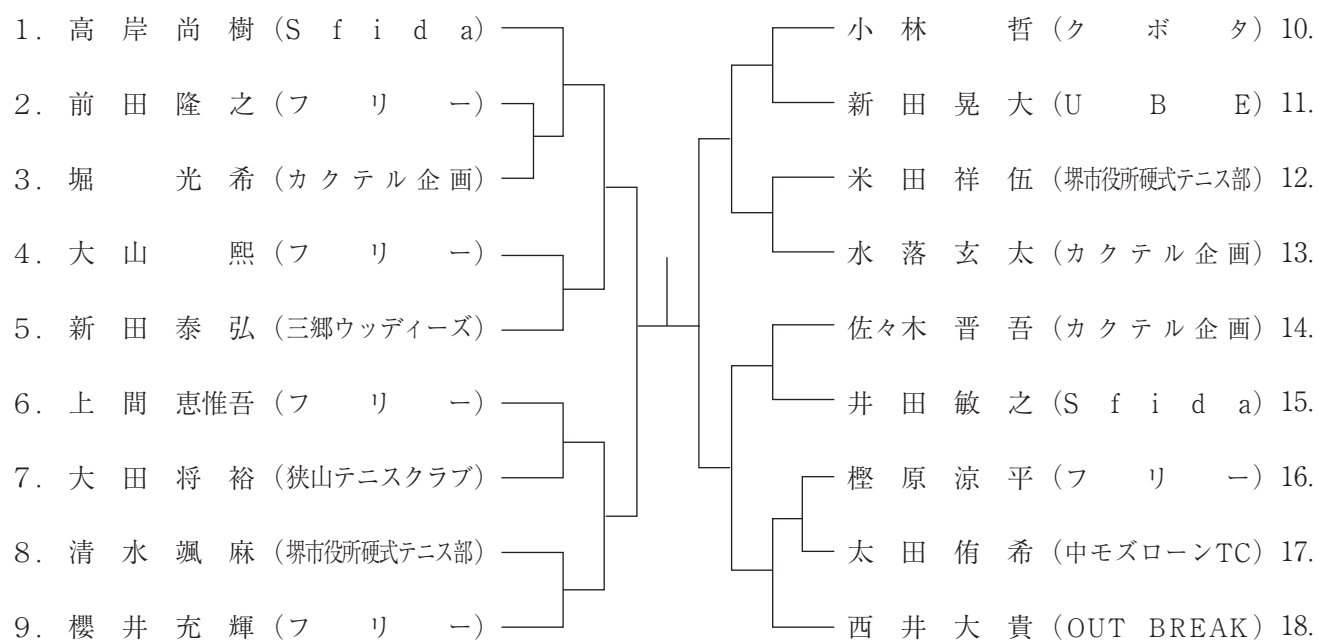 1. 高岸尚樹 (Sfida)
2. 前田隆之 (フリー)
3. 堀光希 (カクテル企画)
4. 大山熙 (フリー)
5. 新田泰弘 (三郷ウッディーズ)
6. 上間恵惟吾 (フリー)
7. 大田将裕 (狭山テニスクラブ)
8. 清水颯麻 (堺市役所硬式テニス部)
9. 櫻井充輝 (フリー)
小林哲 (クボタ) 10.
新田晃大 (UBE) 11.
米田祥伍 (堺市役所硬式テニス部) 12.
水落玄太 (カクテル企画) 13.
佐々木晋吾 (カクテル企画) 14.
井田敏之 (Sfida) 15.
樫原涼平 (フリー) 16.
太田侑希 (中モズローンTC) 17.
西井大貴 (OUT BREAK) 18.